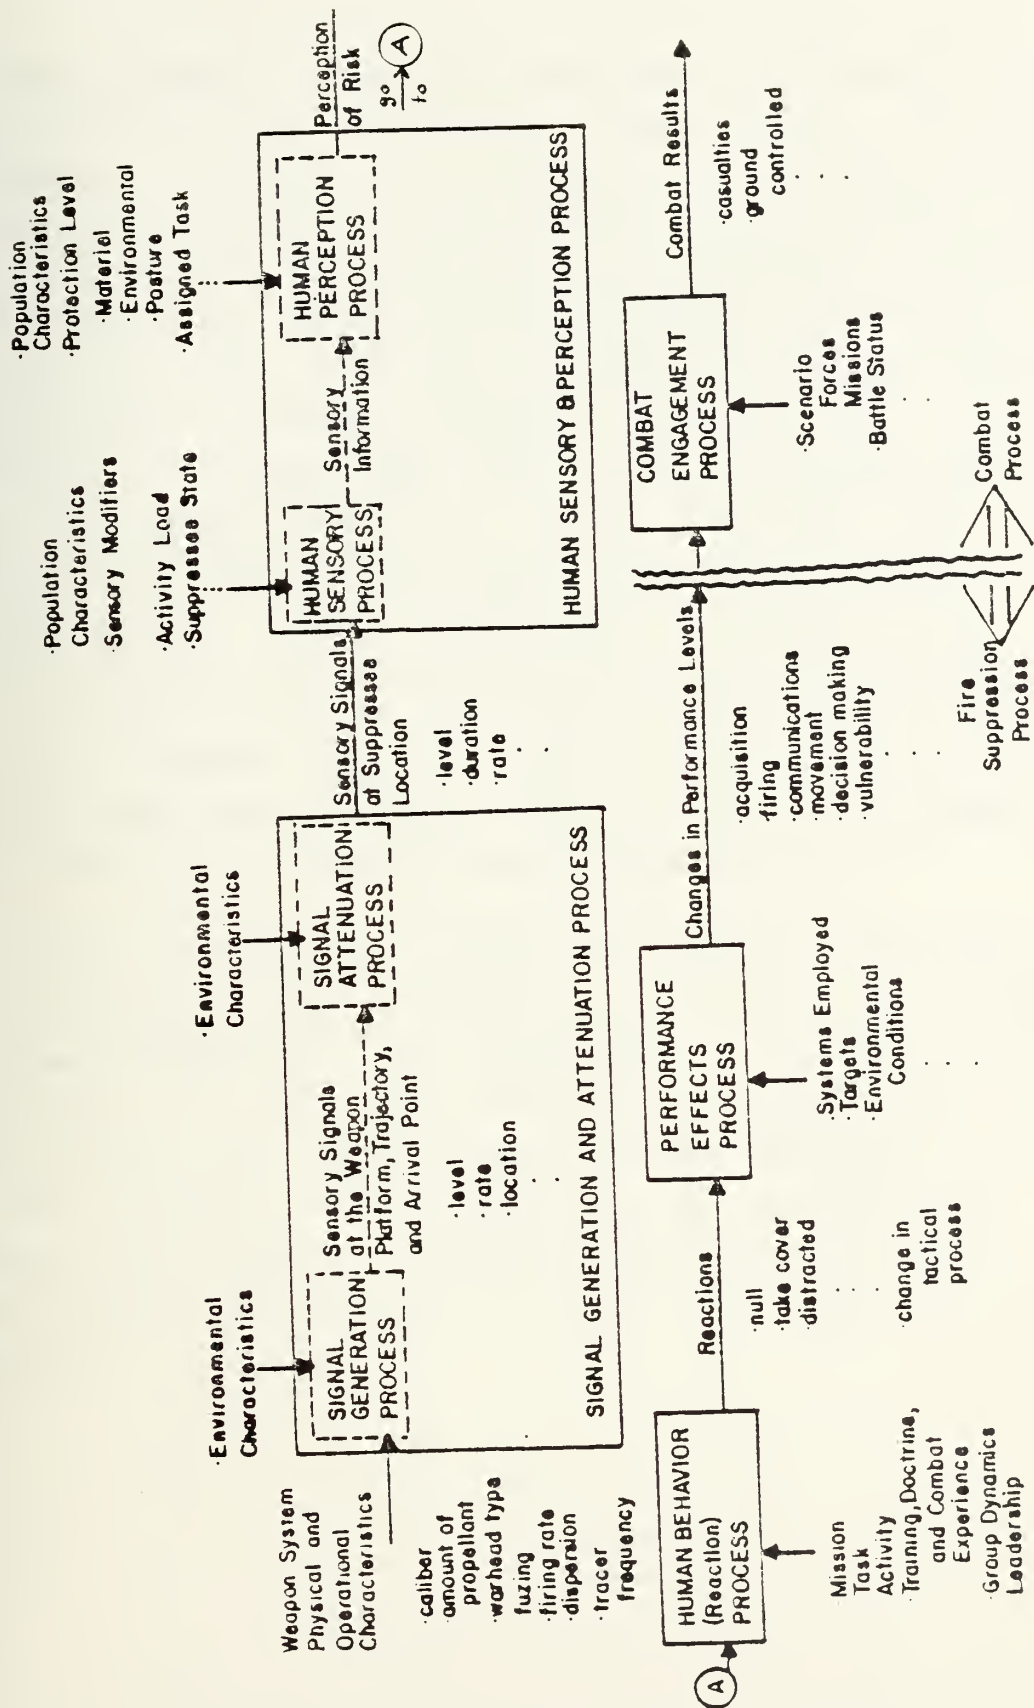 Weapon System
Physical and
Operational
Characteristics
·caliber
·amount of
propellant
·warhead type
fuzing
·firing rate
·dispersion
·tracer
frequency
·Environmental
Characteristics
SIGNAL
GENERATION
PROCESS
Sensory Signals
at the Weapon
Platform, Trajectory,
and Arrival Point
·level
·rate
·location
·Environmental
Characteristics
SIGNAL
ATTENUATION
PROCESS
SIGNAL GENERATION AND ATTENUATION PROCESS
Sensory Signals
at Suppressee
Location
·level
·duration
·rate
·Population
Characteristics
·Sensory Modifiers
·Activity Load
·Suppressee State
HUMAN
SENSORY
PROCESS
Sensory
Information
·Population
Characteristics
·Protection Level
·Material
·Environmental
·Posture
·Assigned Task
HUMAN
PERCEPTION
PROCESS
HUMAN SENSORY & PERCEPTION PROCESS
Perception
of Risk
go
to
A
A
HUMAN BEHAVIOR
(Reaction)
PROCESS
·Mission
Task
Activity
·Training, Doctrine,
and Combat
Experience
·Group Dynamics
Leadership
Reactions
·null
·take cover
·distracted
·change in
tactical
process
PERFORMANCE
EFFECTS
PROCESS
·Systems Employed
·Targets
·Environmental
Conditions
Changes in Performance Levels
·acquisition
·firing
·communications
·movement
·decision making
·vulnerability
COMBAT
ENGAGEMENT
PROCESS
·Scenario
Forces
Missions
·Battle Status
Combat Results
·casualties
·ground
controlled
Fire
Suppression
Process
Combat
Process